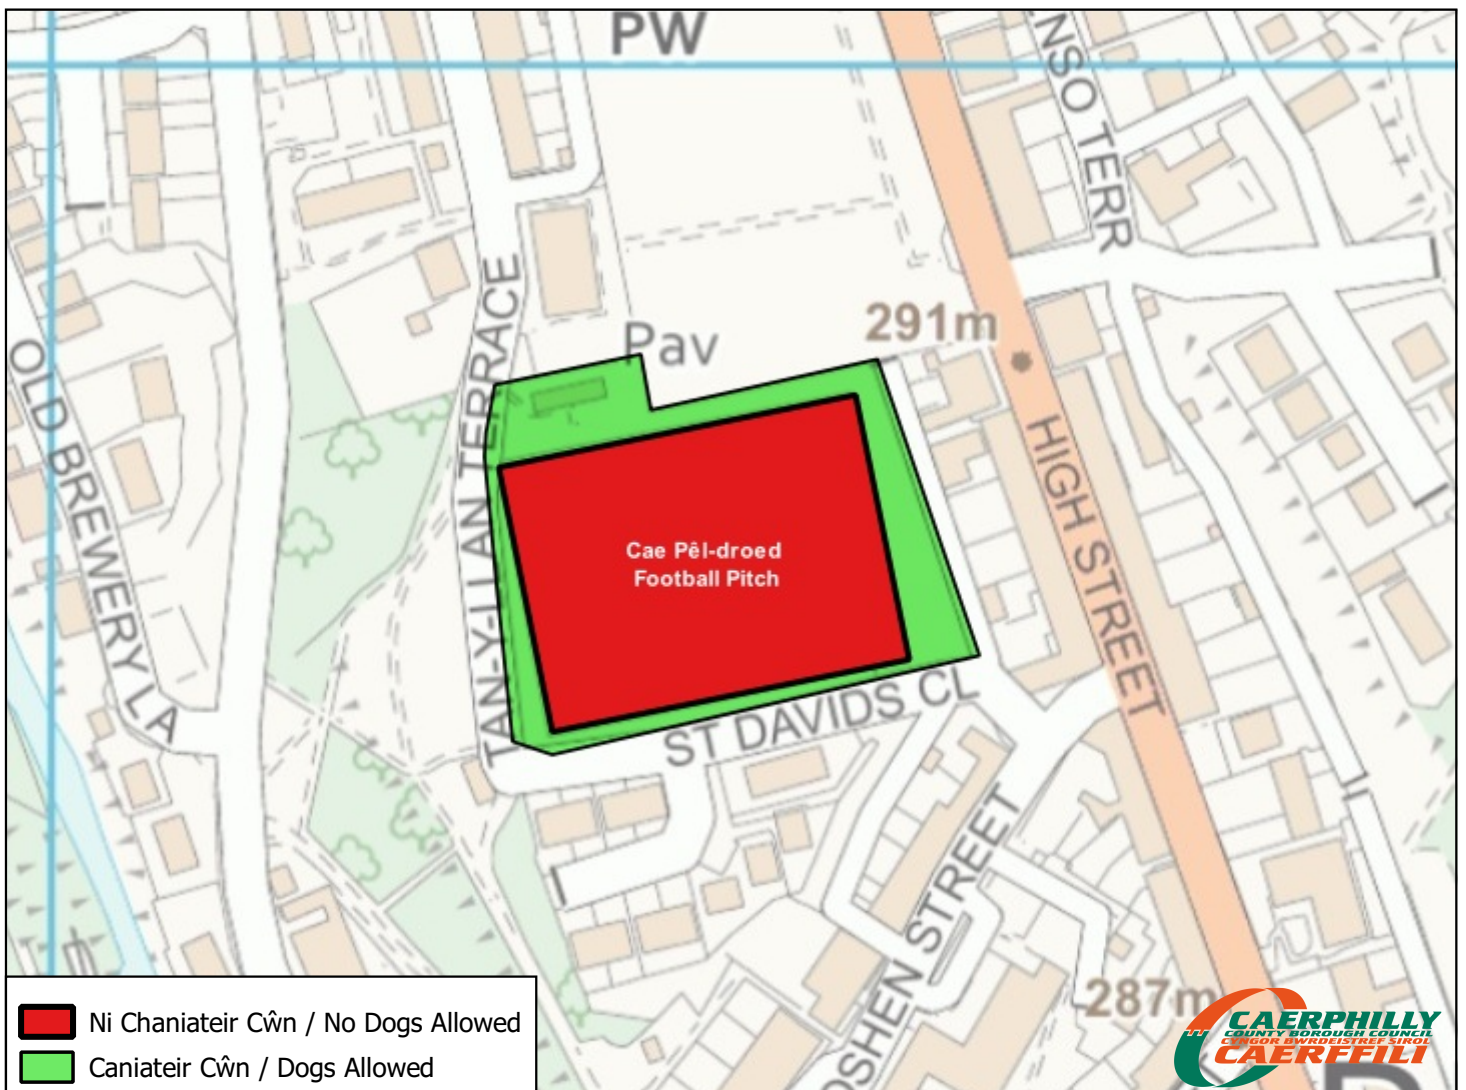 PW
NSO TERR
291m
Pav
TAN-Y-LLAN TERRACE
OLD BREWERY LA
HIGH STREET
Cae Pêl-droed
Football Pitch
ST DAVIDS CL
OSHEN STREET
287m
Ni Chaniateir Cŵn / No Dogs Allowed
Caniateir Cŵn / Dogs Allowed
CAERPHILLY
COUNTY BOROUGH COUNCIL
CYNGOR BWRDEISTREF SIROL
CAERFFILI